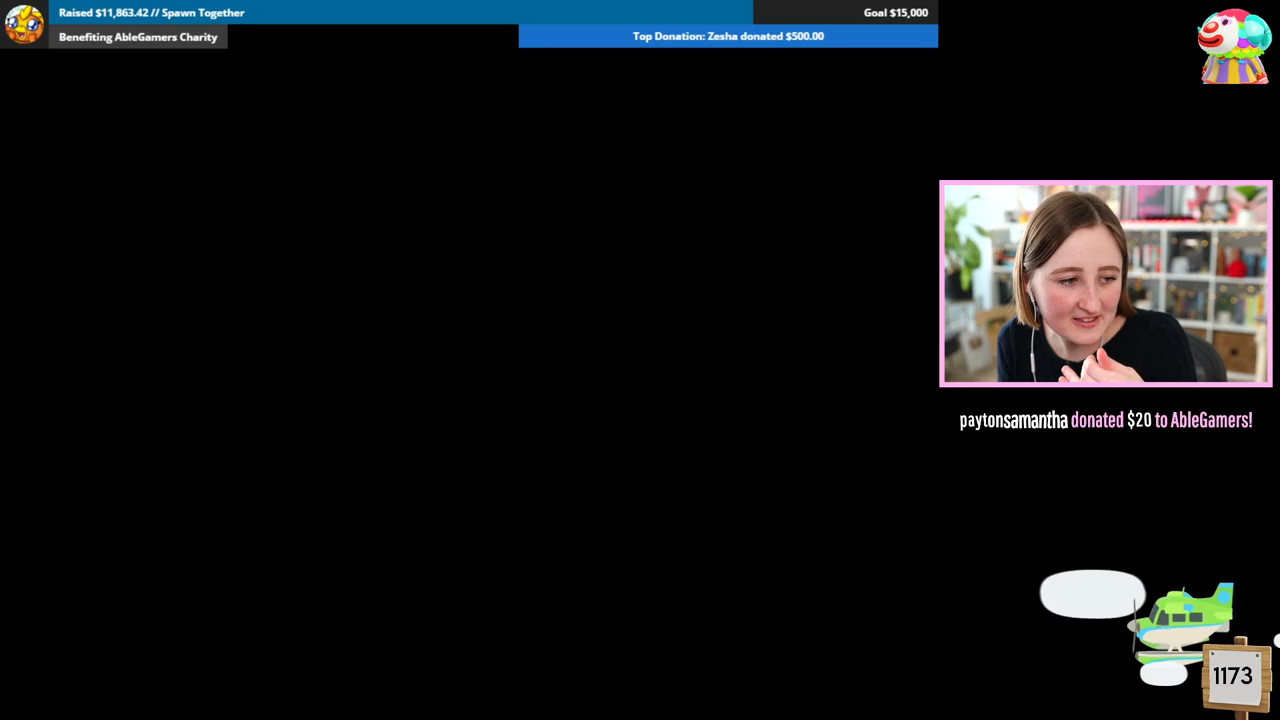 Raised $11,863.42 // Spawn Together
Goal $15,000
Benefiting AbleGamers Charity
Top Donation: Zesha donated $500.00
paytonsamantha donated $20 to AbleGamers!
1173